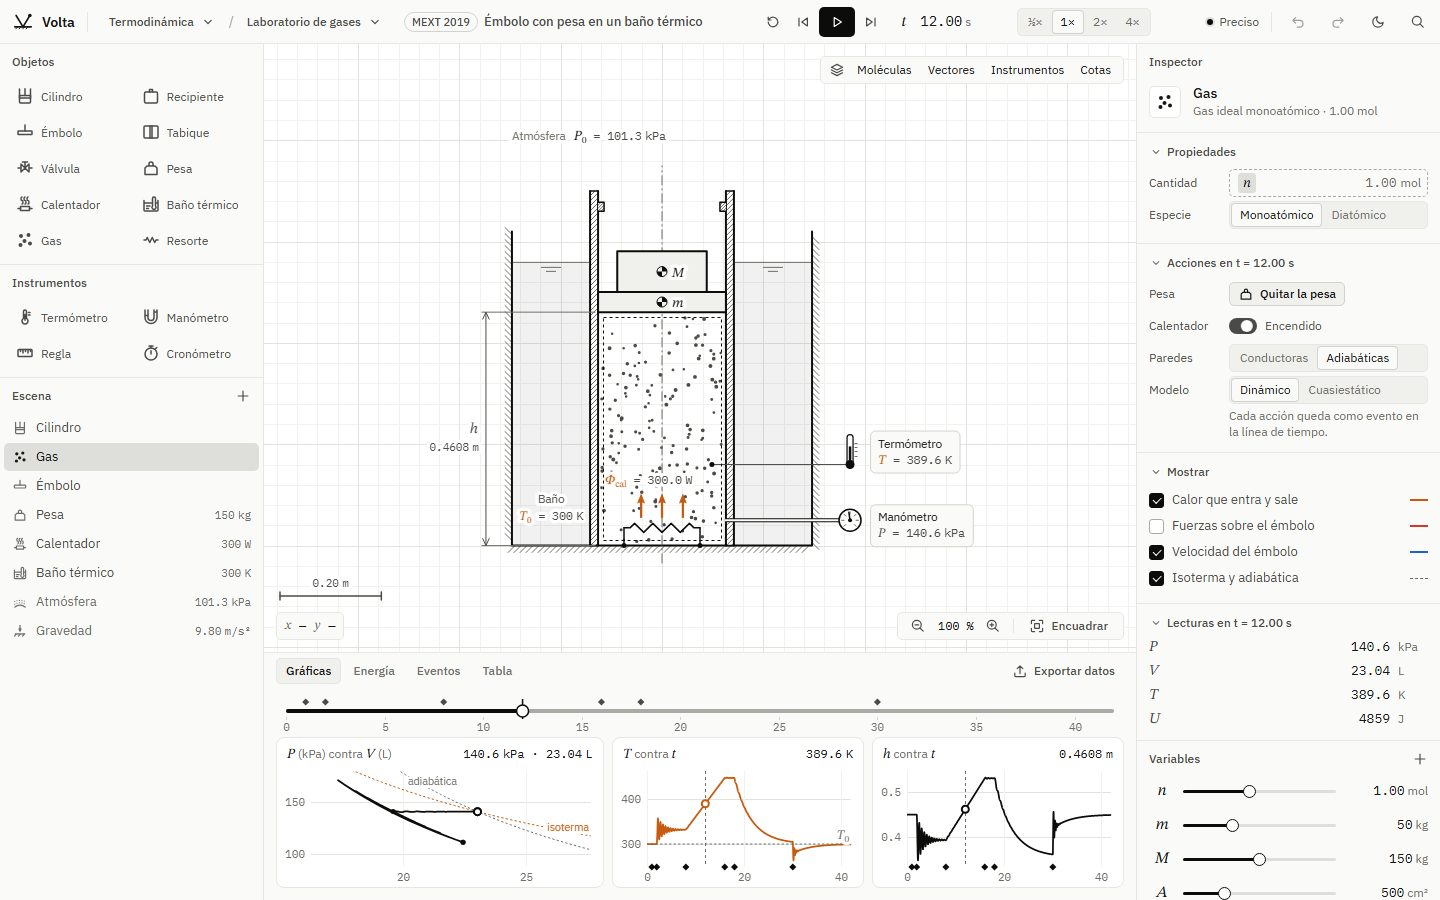 Volta
Termodinámica / Laboratorio de gases
MEXT 2019 Émbolo con pesa en un baño térmico
t 12.00 s
½× 1× 2× 4×
Preciso
Objetos
Cilindro Recipiente
Émbolo Tabique
Válvula Pesa
Calentador Baño térmico
Gas Resorte
Instrumentos
Termómetro Manómetro
Regla Cronómetro
Escena
Cilindro
Gas
Émbolo
Pesa 150 kg
Calentador 300 W
Baño térmico 300 K
Atmósfera 101.3 kPa
Gravedad 9.80 m/s²
Moléculas Vectores Instrumentos Cotas
Atmósfera P₀ = 101.3 kPa
M
m
h
0.4608 m
Φcal = 300.0 W
Baño
T₀ = 300 K
Termómetro
T = 389.6 K
Manómetro
P = 140.6 kPa
0.20 m
x – y –
100 % Encuadrar
Gráficas Energía Eventos Tabla
Exportar datos
0 5 10 15 20 25 30 35 40
P (kPa) contra V (L) 140.6 kPa · 23.04 L
adiabática
isoterma
150
100
20 25
T contra t 389.6 K
400
300
T₀
0 20 40
h contra t 0.4608 m
0.5
0.4
0 20 40
Inspector
Gas
Gas ideal monoatómico · 1.00 mol
Propiedades
Cantidad n 1.00 mol
Especie Monoatómico Diatómico
Acciones en t = 12.00 s
Pesa Quitar la pesa
Calentador Encendido
Paredes Conductoras Adiabáticas
Modelo Dinámico Cuasiestático
Cada acción queda como evento en
la línea de tiempo.
Mostrar
Calor que entra y sale
Fuerzas sobre el émbolo
Velocidad del émbolo
Isoterma y adiabática
Lecturas en t = 12.00 s
P 140.6 kPa
V 23.04 L
T 389.6 K
U 4859 J
Variables
n 1.00 mol
m 50 kg
M 150 kg
A 500 cm²